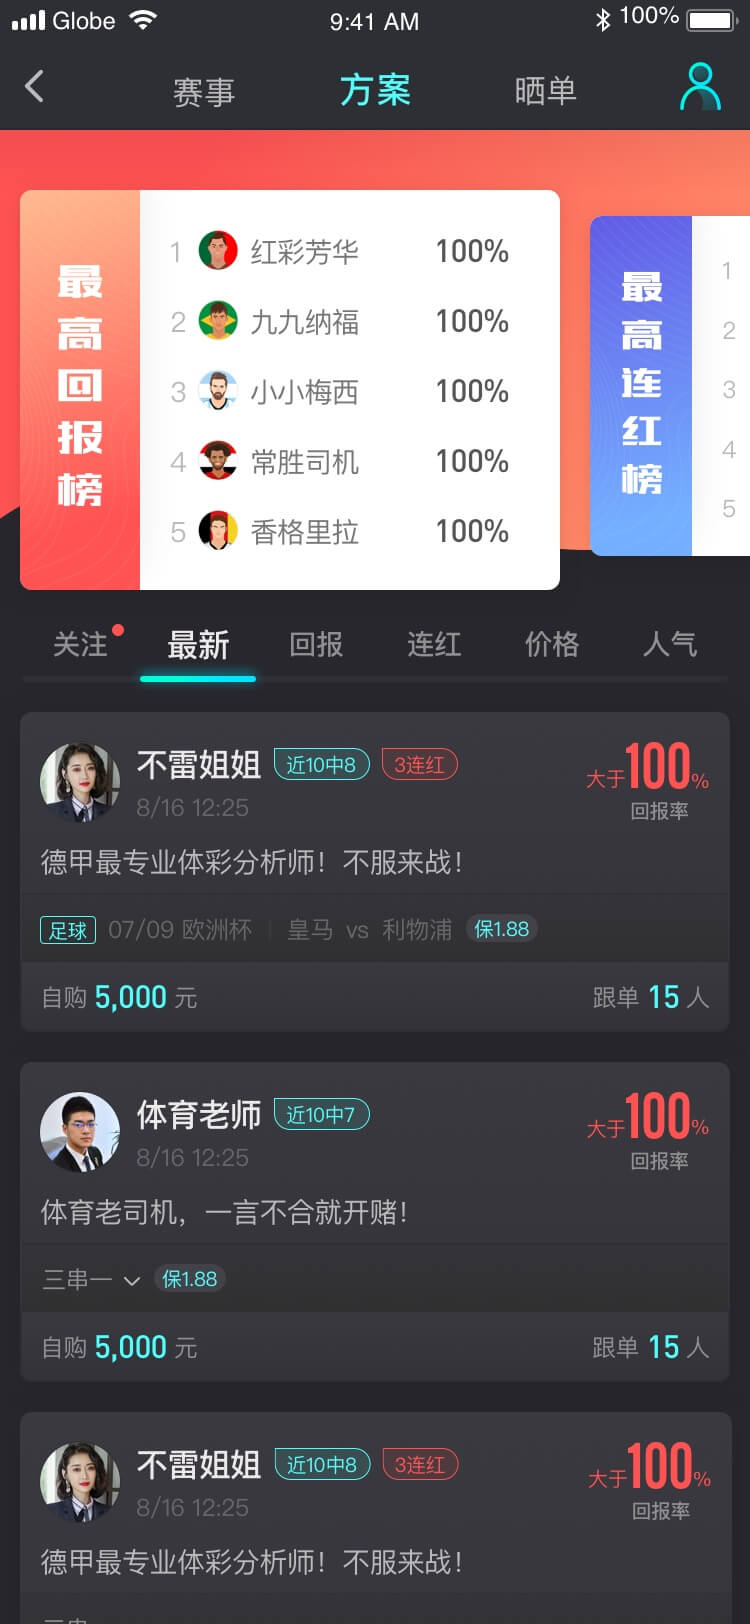 Globe 9:41 AM 100%
赛事 方案 晒单
最高回报榜
1 红彩芳华 100%
2 九九纳福 100%
3 小小梅西 100%
4 常胜司机 100%
5 香格里拉 100%
最高连红榜
1
2
3
4
5
关注 最新 回报 连红 价格 人气
不雷姐姐 近10中8 3连红 大于100%
8/16 12:25 回报率
德甲最专业体彩分析师！不服来战！
足球 07/09 欧洲杯 皇马 vs 利物浦 保1.88
自购 5,000 元 跟单 15 人
体育老师 近10中7 大于100%
8/16 12:25 回报率
体育老司机，一言不合就开赌！
三串一 保1.88
自购 5,000 元 跟单 15 人
不雷姐姐 近10中8 3连红 大于100%
8/16 12:25 回报率
德甲最专业体彩分析师！不服来战！